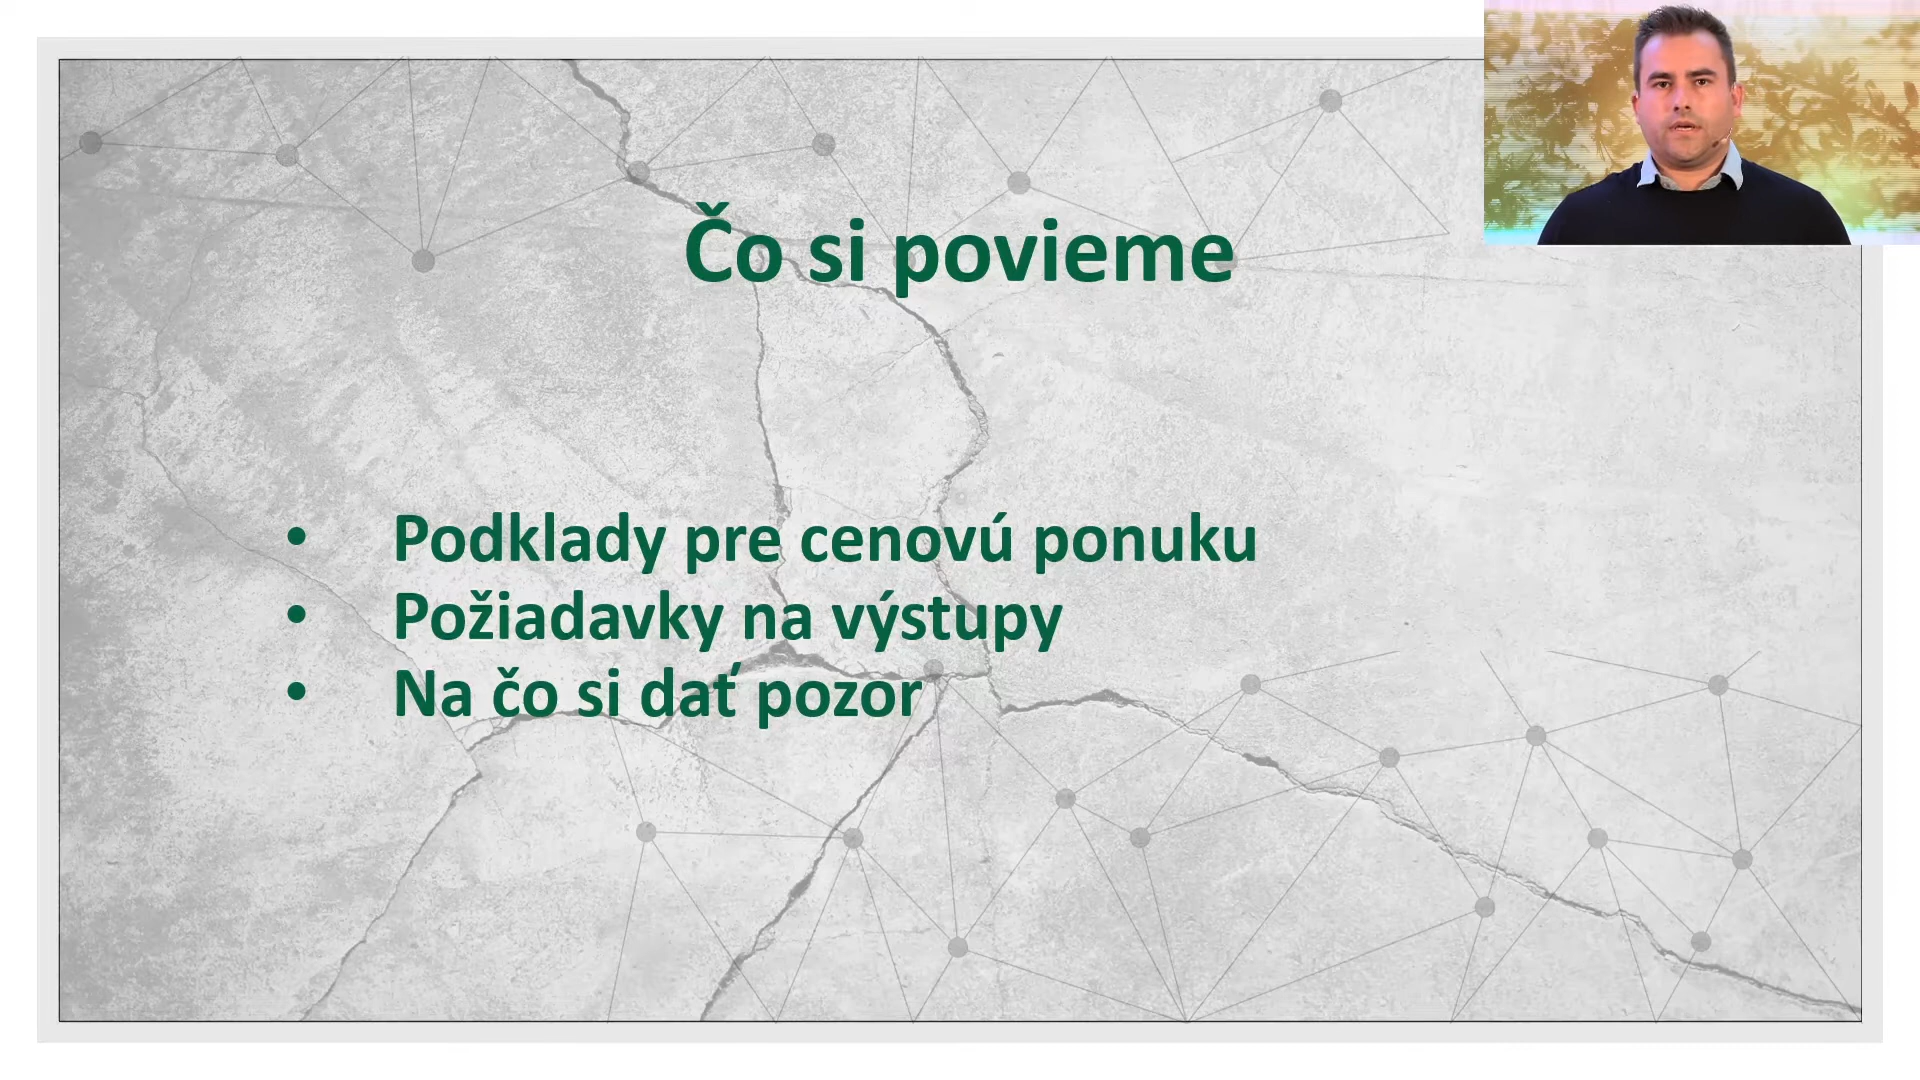 Čo si povieme
• Podklady pre cenovú ponuku
• Požiadavky na výstupy
• Na čo si dať pozor